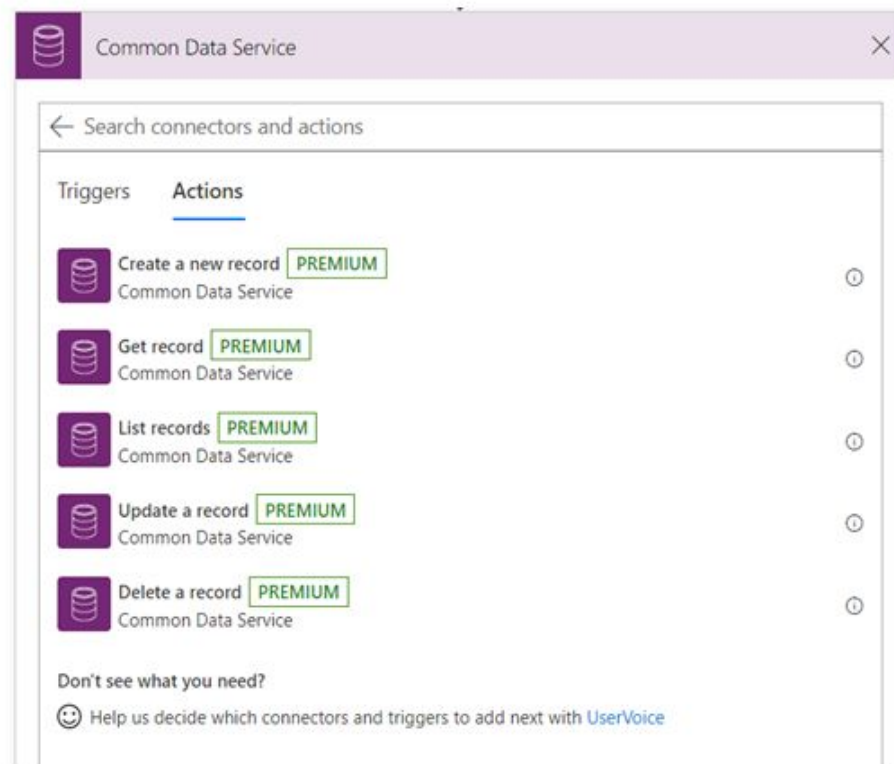 Common Data Service
Search connectors and actions
Triggers Actions
Create a new record PREMIUM
Common Data Service
Get record PREMIUM
Common Data Service
List records PREMIUM
Common Data Service
Update a record PREMIUM
Common Data Service
Delete a record PREMIUM
Common Data Service
Don't see what you need?
Help us decide which connectors and triggers to add next with UserVoice